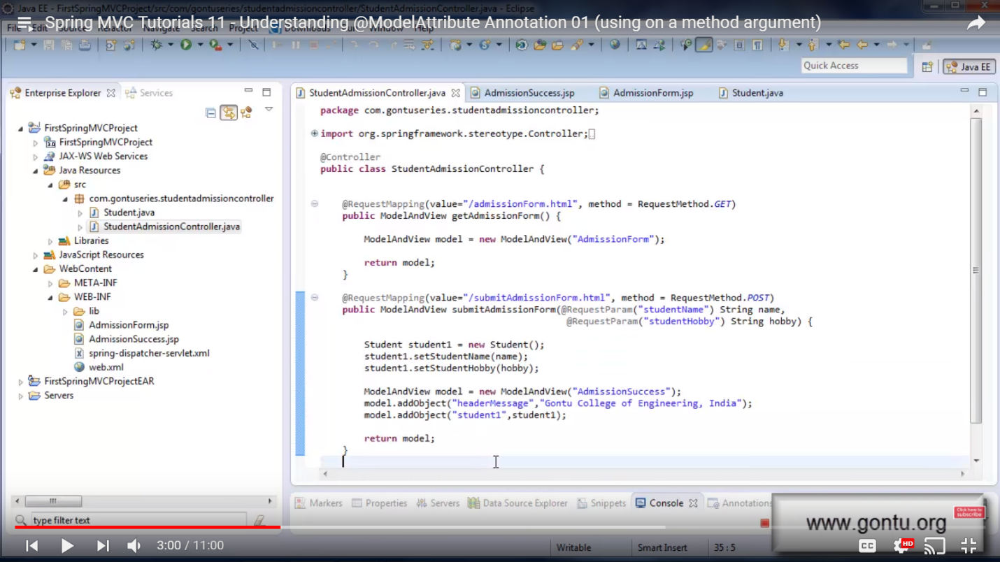 Java EE - FirstSpringMVCProject/src/com/gontuseries/studentadmissioncontroller/StudentAdmissionController.java - Eclipse
Spring MVC Tutorials 11 - Understanding @ModelAttribute Annotation 01 (using on a method argument)
File Edit Source Refactor Navigate Search Project Downloads Run Window Help
Quick Access
Java EE
Enterprise Explorer Services
StudentAdmissionController.java AdmissionSuccess.jsp AdmissionForm.jsp Student.java
FirstSpringMVCProject
FirstSpringMVCProject
JAX-WS Web Services
Java Resources
src
com.gontuseries.studentadmissioncontroller
Student.java
StudentAdmissionController.java
Libraries
JavaScript Resources
WebContent
META-INF
WEB-INF
lib
AdmissionForm.jsp
AdmissionSuccess.jsp
spring-dispatcher-servlet.xml
web.xml
FirstSpringMVCProjectEAR
Servers
package com.gontuseries.studentadmissioncontroller;
import org.springframework.stereotype.Controller;
@Controller
public class StudentAdmissionController {
@RequestMapping(value="/admissionForm.html", method = RequestMethod.GET)
public ModelAndView getAdmissionForm() {
ModelAndView model = new ModelAndView("AdmissionForm");
return model;
}
@RequestMapping(value="/submitAdmissionForm.html", method = RequestMethod.POST)
public ModelAndView submitAdmissionForm(@RequestParam("studentName") String name,
@RequestParam("studentHobby") String hobby) {
Student student1 = new Student();
student1.setStudentName(name);
student1.setStudentHobby(hobby);
ModelAndView model = new ModelAndView("AdmissionSuccess");
model.addObject("headerMessage","Gontu College of Engineering, India");
model.addObject("student1",student1);
return model;
}
Markers Properties Servers Data Source Explorer Snippets Console Annotations
type filter text
www.gontu.org
Click here to
subscribe
3:00 / 11:00
Writable Smart Insert 35 : 5
CC HD